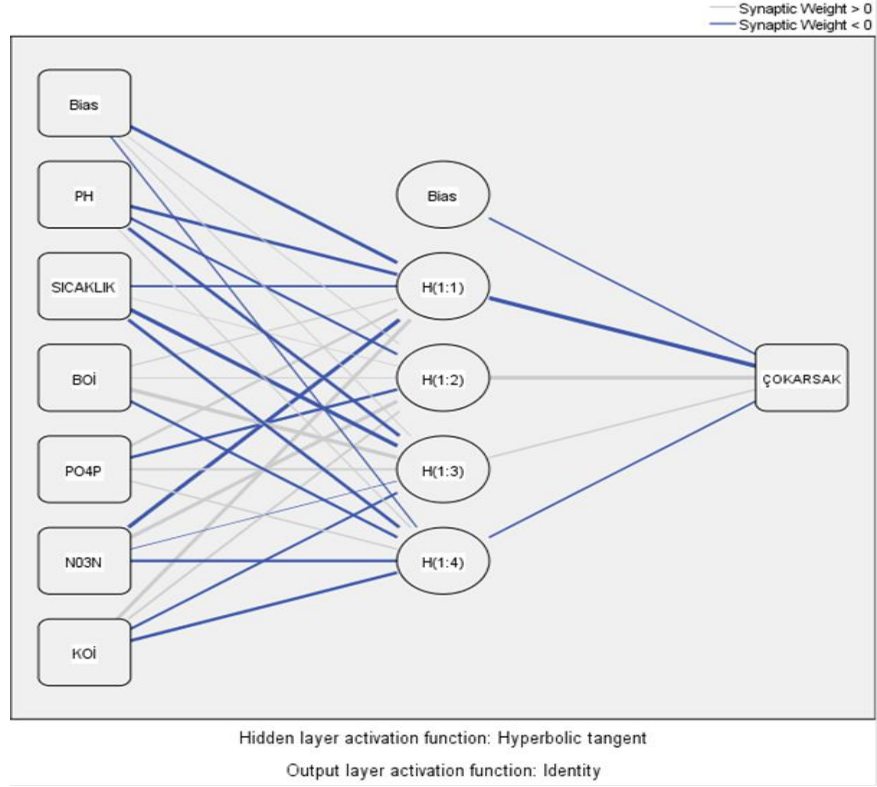 Synaptic Weight > 0
Synaptic Weight < 0
Bias
PH
SICAKLIK
BOİ
PO4P
N03N
KOİ
Bias
H(1:1)
H(1:2)
H(1:3)
H(1:4)
ÇOKARSAK
Hidden layer activation function: Hyperbolic tangent
Output layer activation function: Identity